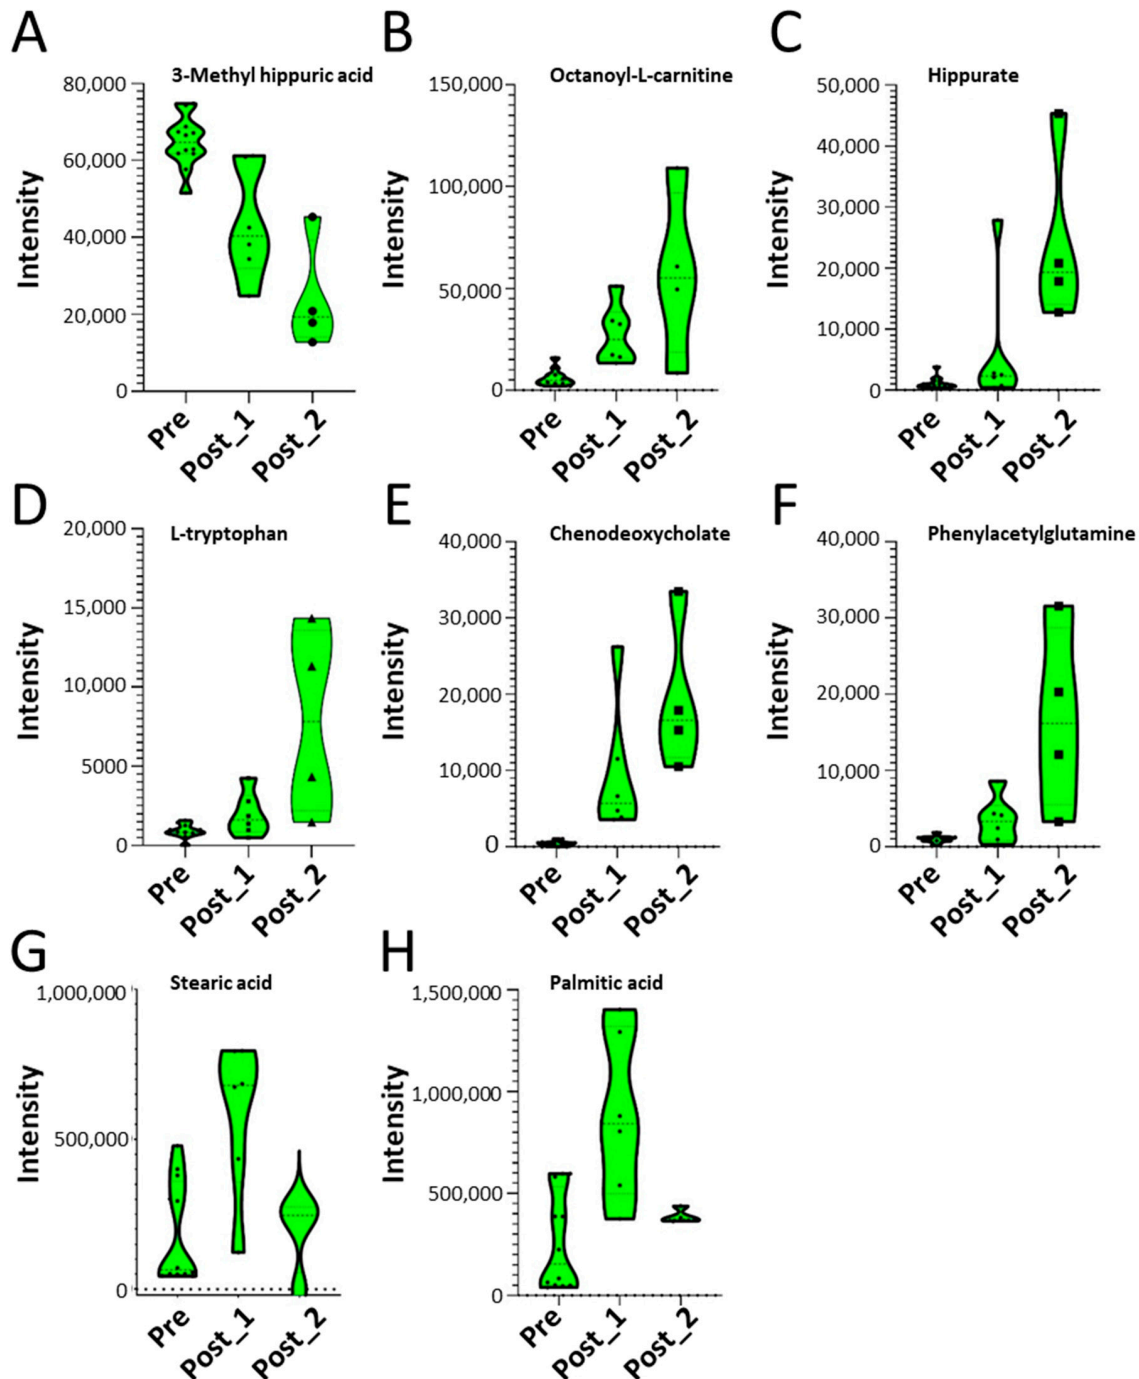 A
3-Methyl hippuric acid
80,000
60,000
40,000
20,000
0
Intensity
Pre
Post_1
Post_2
B
Octanoyl-L-carnitine
150,000
100,000
50,000
0
Intensity
Pre
Post_1
Post_2
C
Hippurate
50,000
40,000
30,000
20,000
10,000
0
Intensity
Pre
Post_1
Post_2
D
L-tryptophan
20,000
15,000
10,000
5000
0
Intensity
Pre
Post_1
Post_2
E
Chenodeoxycholate
40,000
30,000
20,000
10,000
0
Intensity
Pre
Post_1
Post_2
F
Phenylacetylglutamine
40,000
30,000
20,000
10,000
0
Intensity
Pre
Post_1
Post_2
G
Stearic acid
1,000,000
500,000
0
Intensity
Pre
Post_1
Post_2
H
Palmitic acid
1,500,000
1,000,000
500,000
0
Intensity
Pre
Post_1
Post_2